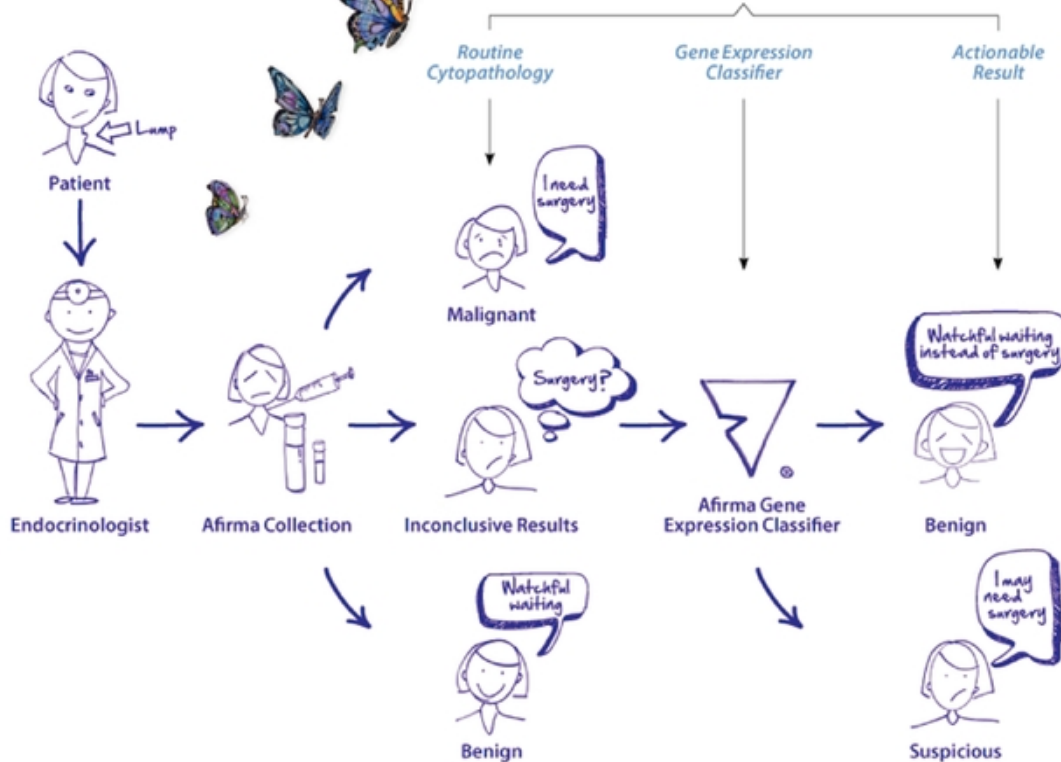 Routine
Cytopathology
Gene Expression
Classifier
Actionable
Result
Lump
Patient
I need
surgery
Malignant
Endocrinologist
Afirma Collection
Surgery?
Inconclusive Results
®
Afirma Gene
Expression Classifier
Watchful waiting
instead of surgery
Benign
Watchful
waiting
Benign
I may
need
surgery
Suspicious